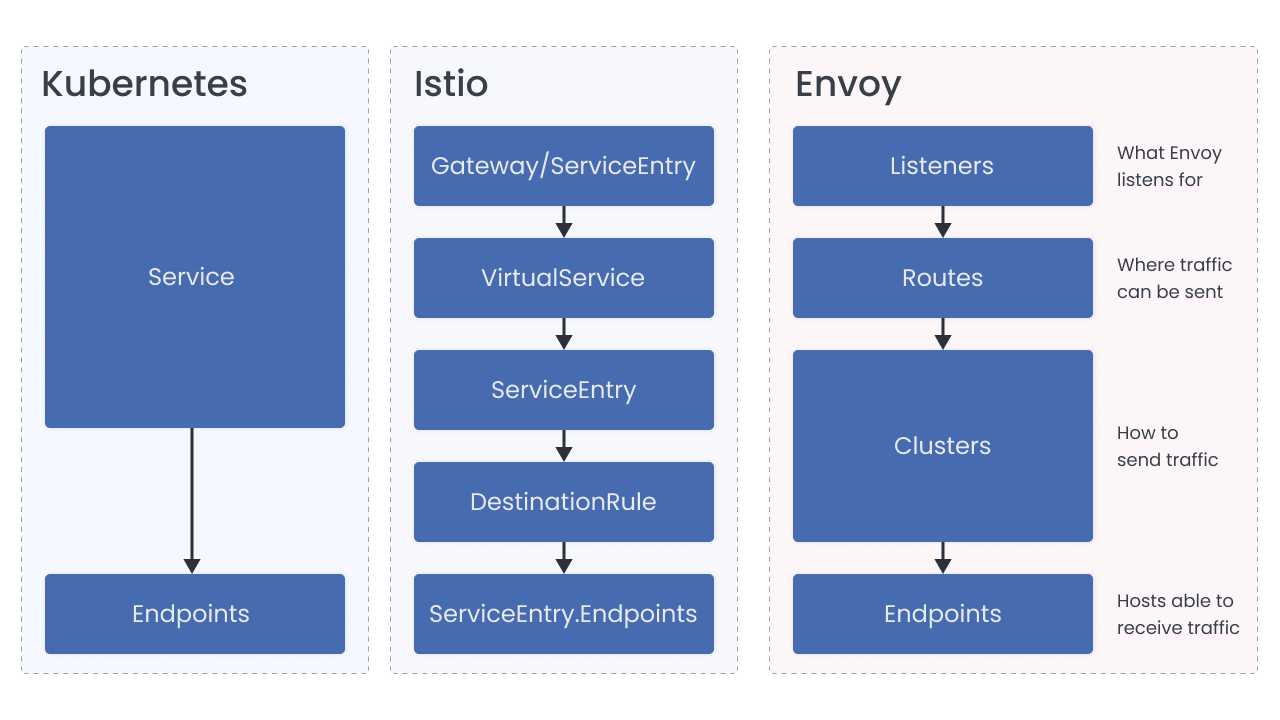 Kubernetes
Service
Endpoints
Istio
Gateway/ServiceEntry
VirtualService
ServiceEntry
DestinationRule
ServiceEntry.Endpoints
Envoy
Listeners
What Envoy
listens for
Routes
Where traffic
can be sent
Clusters
How to
send traffic
Endpoints
Hosts able to
receive traffic